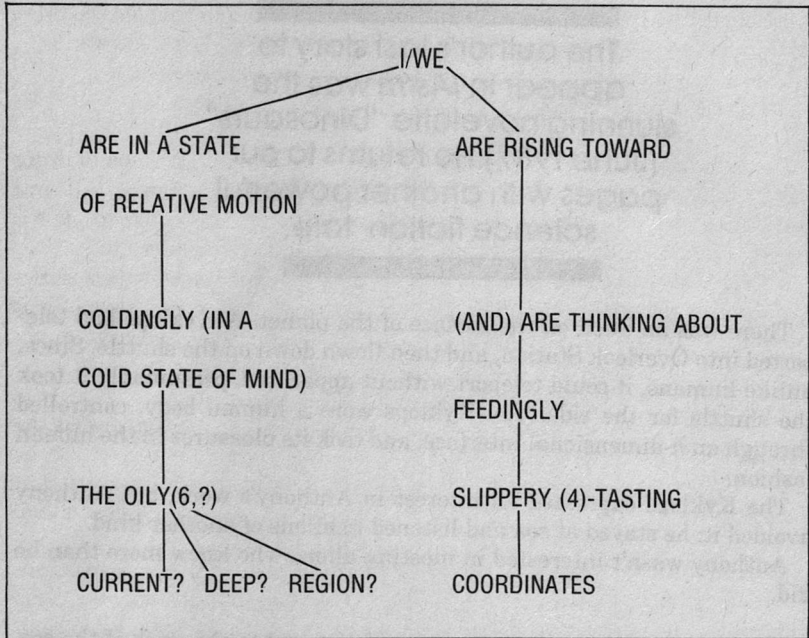 I/WE
ARE IN A STATE
OF RELATIVE MOTION
COLDINGLY (IN A
COLD STATE OF MIND)
THE OILY(6,?)
CURRENT? DEEP? REGION?
ARE RISING TOWARD
(AND) ARE THINKING ABOUT
FEEDINGLY
SLIPPERY (4)-TASTING
COORDINATES